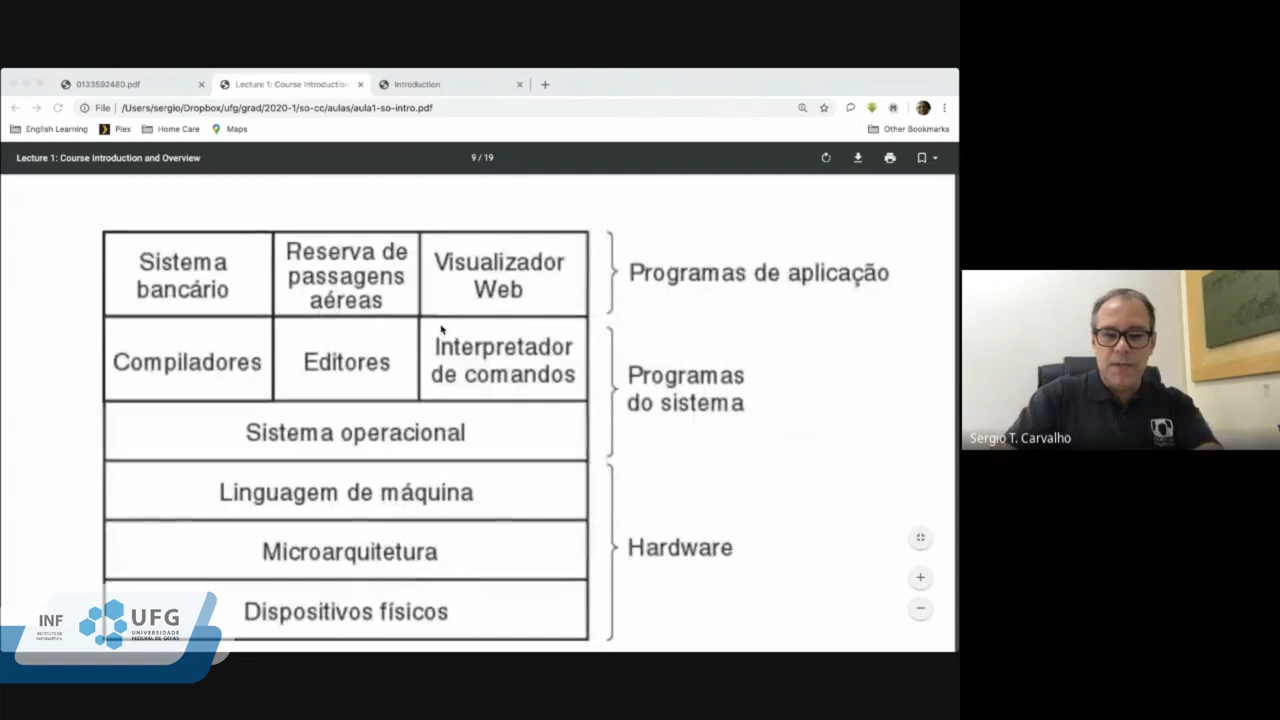 0133592480.pdf
Lecture 1: Course Introduction
Introduction
File
/Users/sergio/Dropbox/ufg/grad/2020-1/so-cc/aulas/aula1-so-intro.pdf
English Learning
Plex
Home Care
Maps
Other Bookmarks
Lecture 1: Course Introduction and Overview
9 / 19
Sistema
bancário
Reserva de
passagens
aéreas
Visualizador
Web
Programas de aplicação
Compiladores
Editores
Interpretador
de comandos
Programas
do sistema
Sistema operacional
Linguagem de máquina
Microarquitetura
Hardware
Dispositivos físicos
INF
INSTITUTO DE
INFORMÁTICA
UFG
UNIVERSIDADE
FEDERAL DE GOIÁS
Sergio T. Carvalho